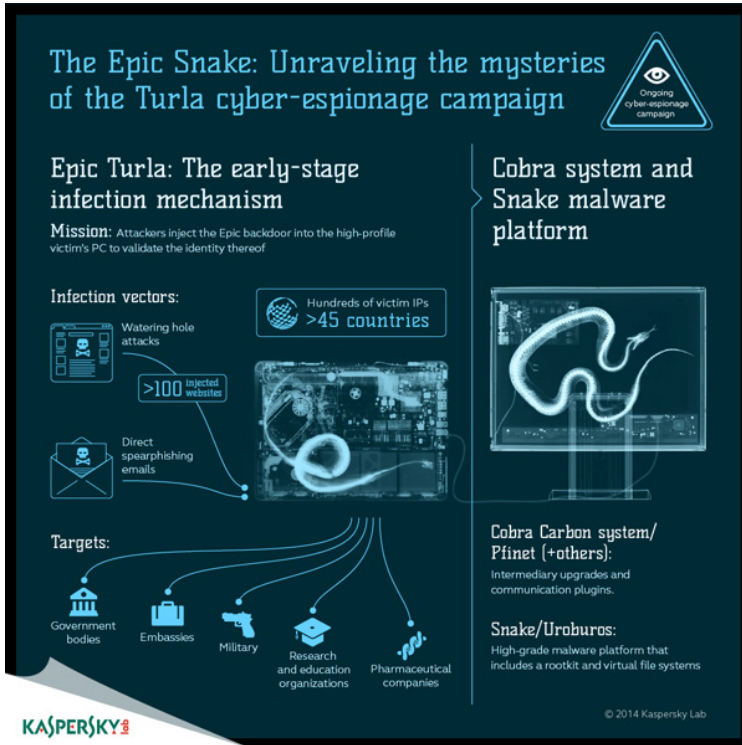 The Epic Snake: Unraveling the mysteries
of the Turla cyber-espionage campaign
Ongoing
cyber-espionage
campaign
Epic Turla: The early-stage
infection mechanism
Mission: Attackers inject the Epic backdoor into the high-profile
victim's PC to validate the identity thereof
Infection vectors:
Watering hole
attacks
>100 injected
websites
Direct
spearphishing
emails
Hundreds of victim IPs
>45 countries
Targets:
Government
bodies
Embassies
Military
Research
and education
organizations
Pharmaceutical
companies
Cobra system and
Snake malware
platform
Cobra Carbon system/
Pfinet (+others):
Intermediary upgrades and
communication plugins.
Snake/Uroburos:
High-grade malware platform that
includes a rootkit and virtual file systems
© 2014 Kaspersky Lab
KASPERSKY lab